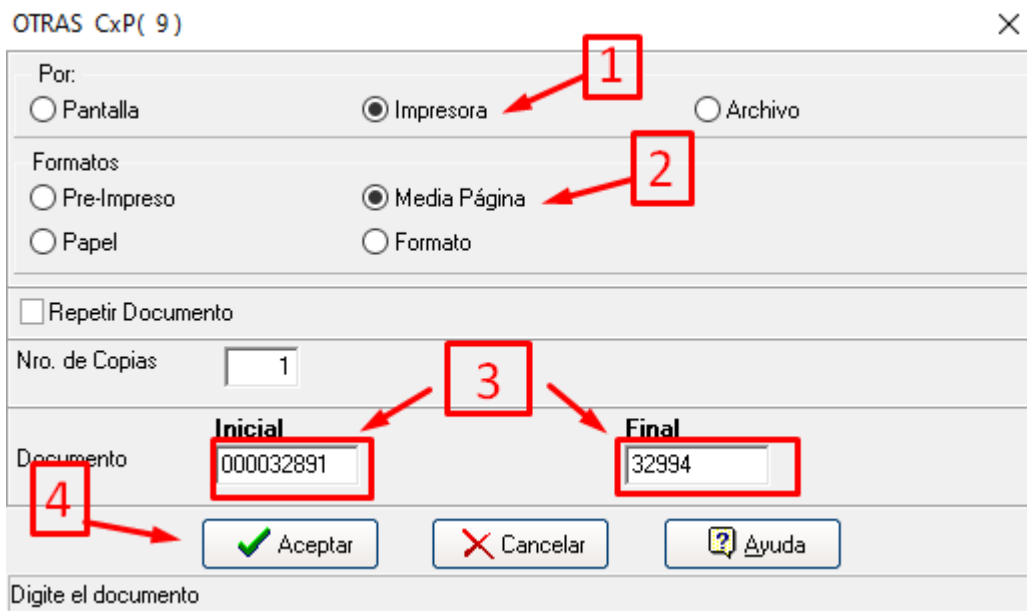 OTRAS CxP( 9 )
1
Por:
Pantalla Impresora Archivo
2
Formatos
Pre-Impreso Media Página
Papel Formato
Repetir Documento
Nro. de Copias 1
3
Inicial Final
Documento 000032891 32994
4
Aceptar Cancelar Ayuda
Digite el documento